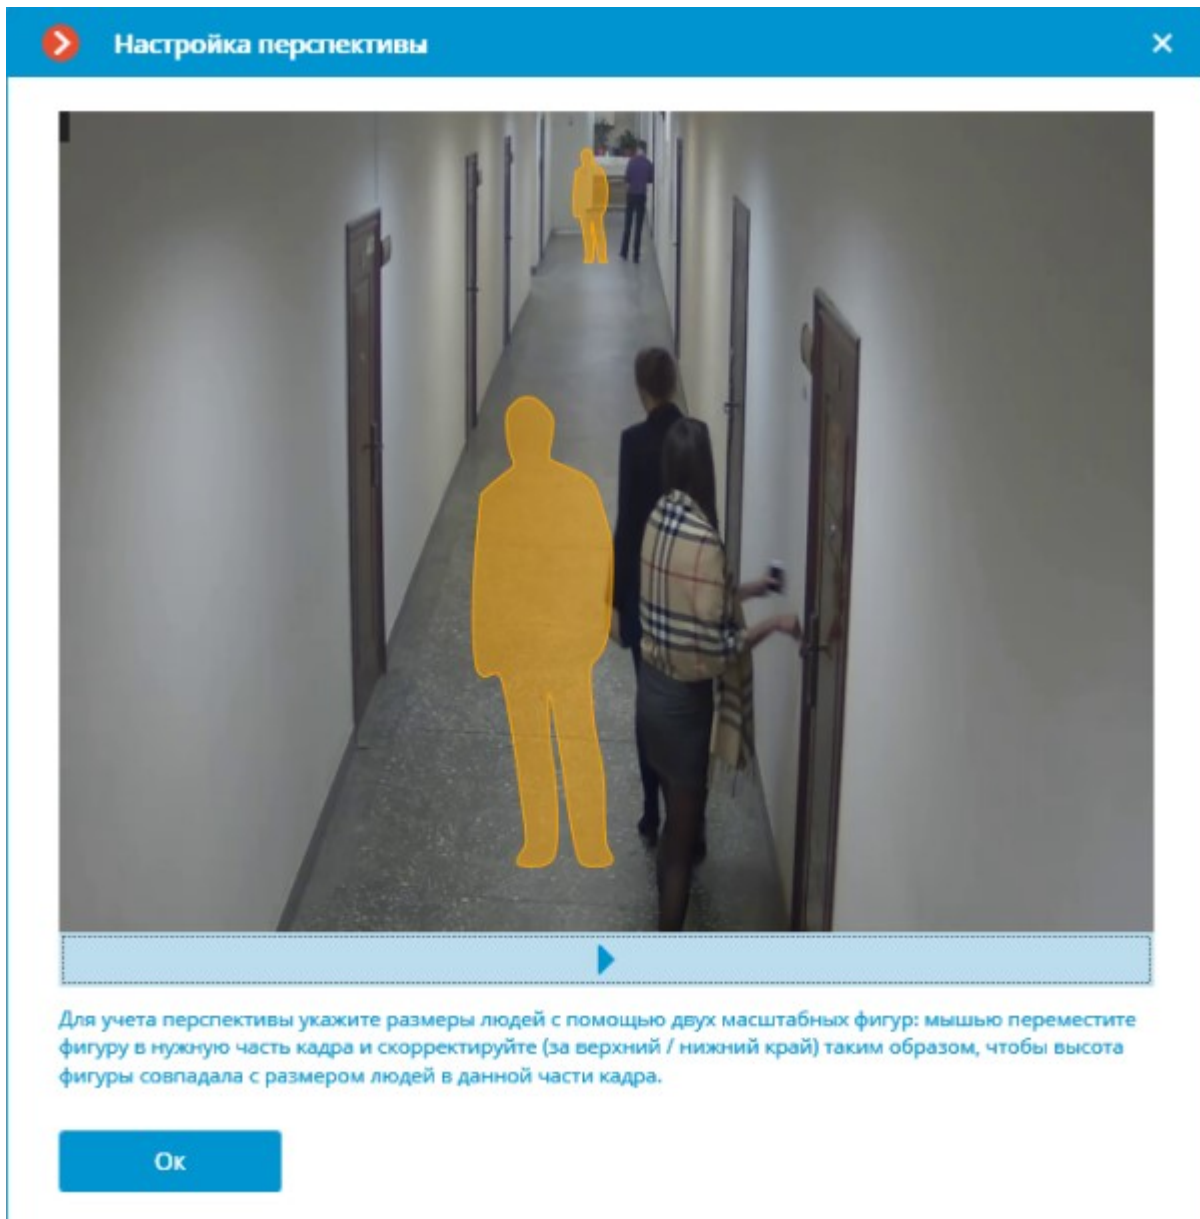 Настройка перспективы
Для учета перспективы укажите размеры людей с помощью двух масштабных фигур: мышью переместите
фигуру в нужную часть кадра и скорректируйте (за верхний / нижний край) таким образом, чтобы высота
фигуры совпадала с размером людей в данной части кадра.
Ок